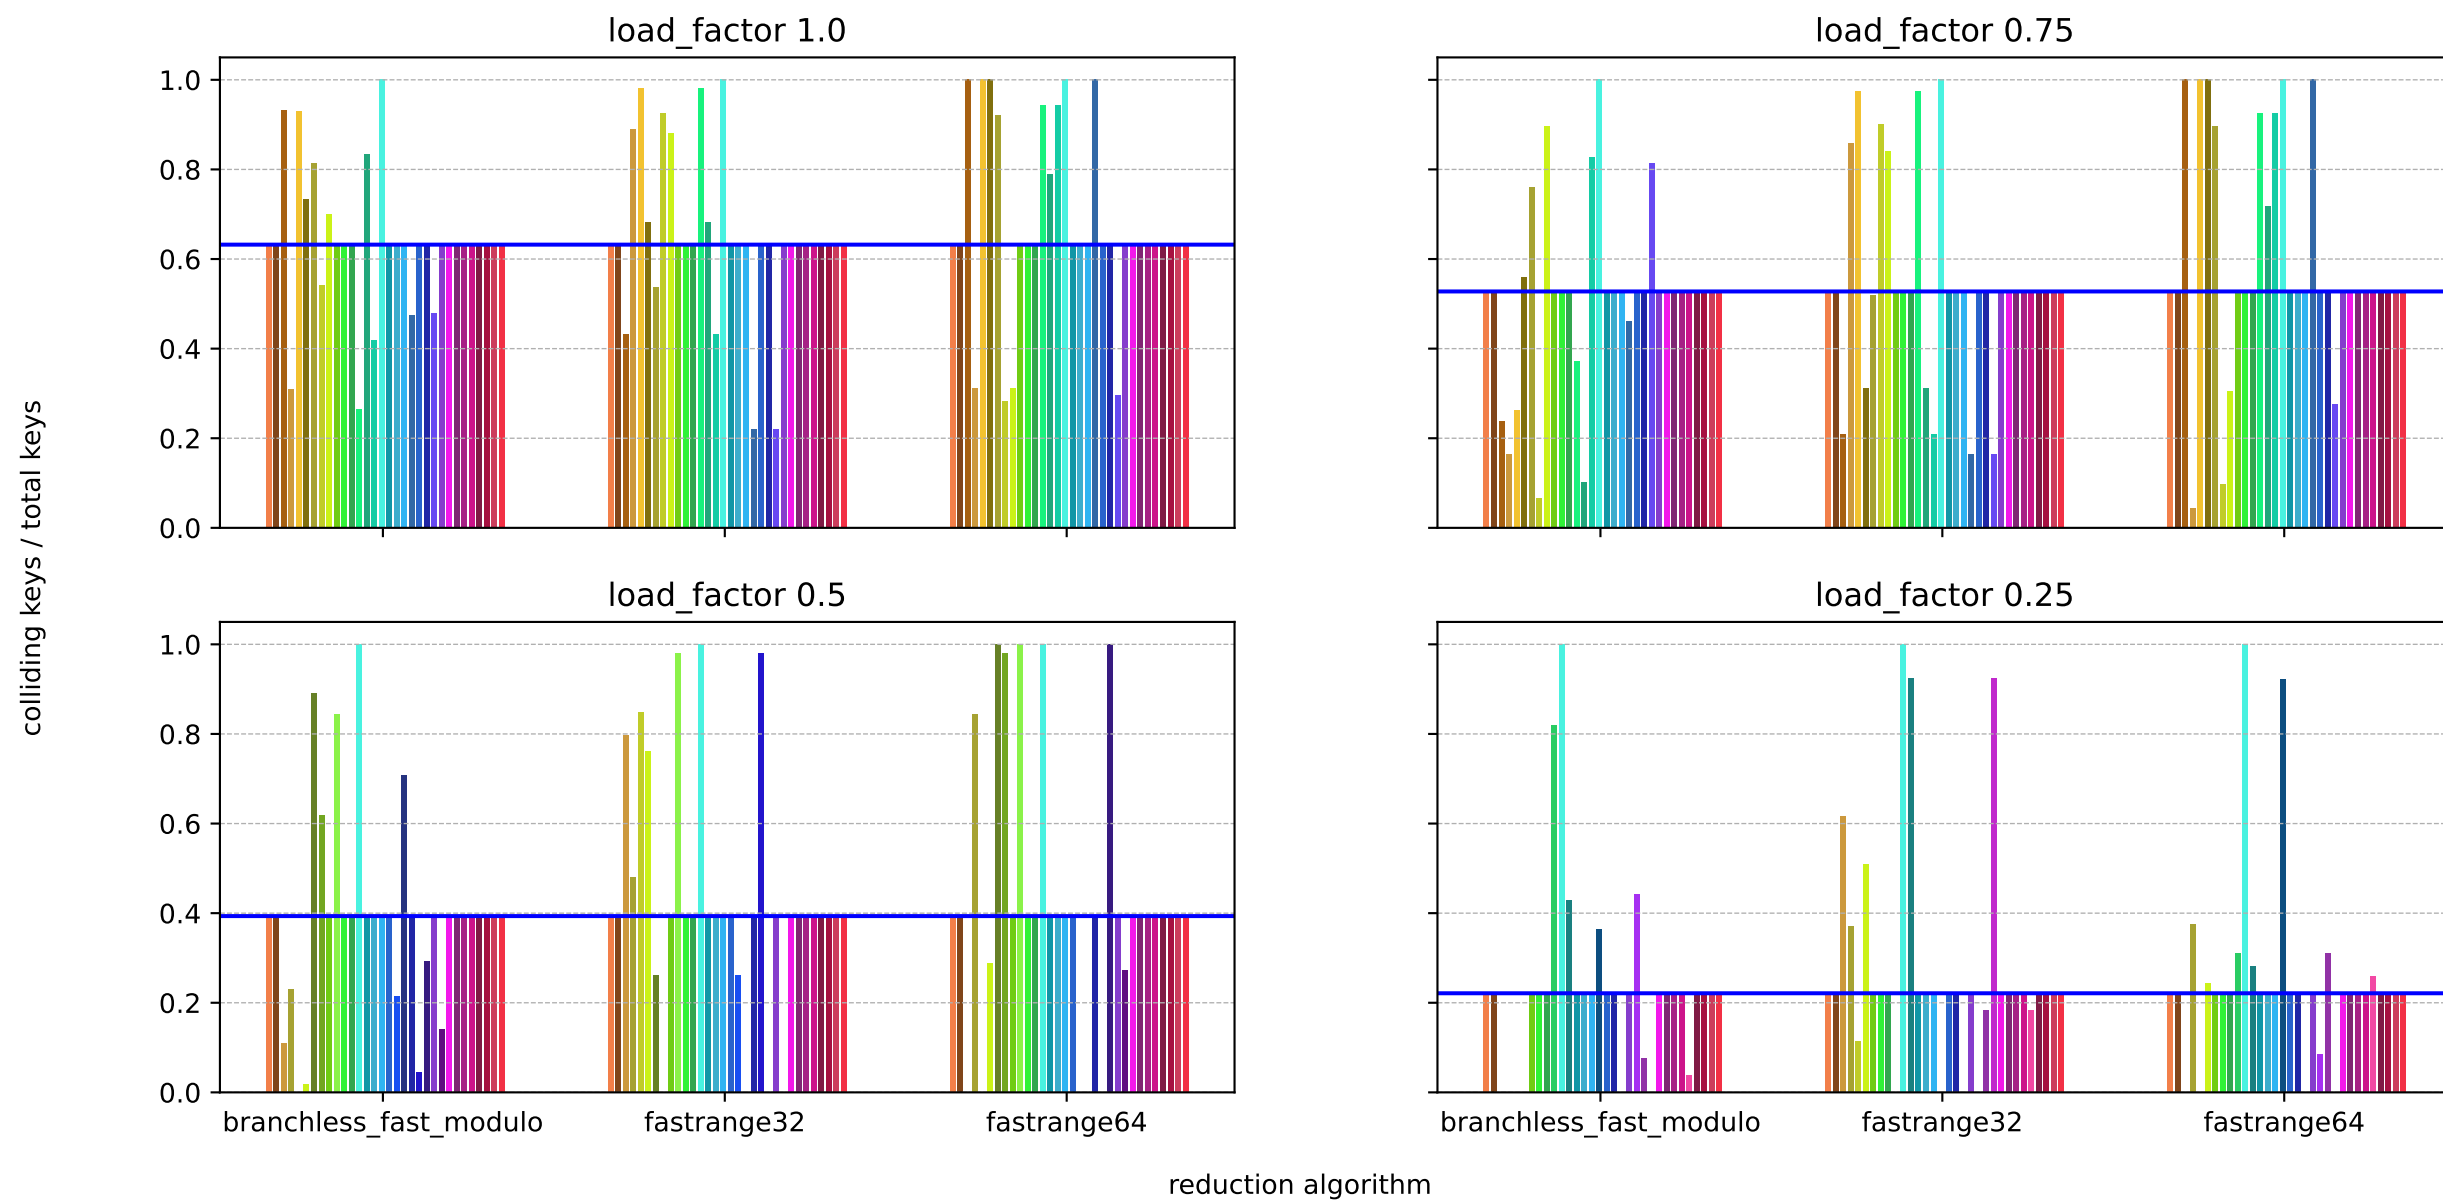 load_factor 1.0
load_factor 0.75
1.0
0.8
0.6
0.4
0.2
0.0
colliding keys / total keys
load_factor 0.5
load_factor 0.25
1.0
0.8
0.6
0.4
0.2
0.0
branchless_fast_modulo fastrange32 fastrange64
branchless_fast_modulo fastrange32 fastrange64
reduction algorithm